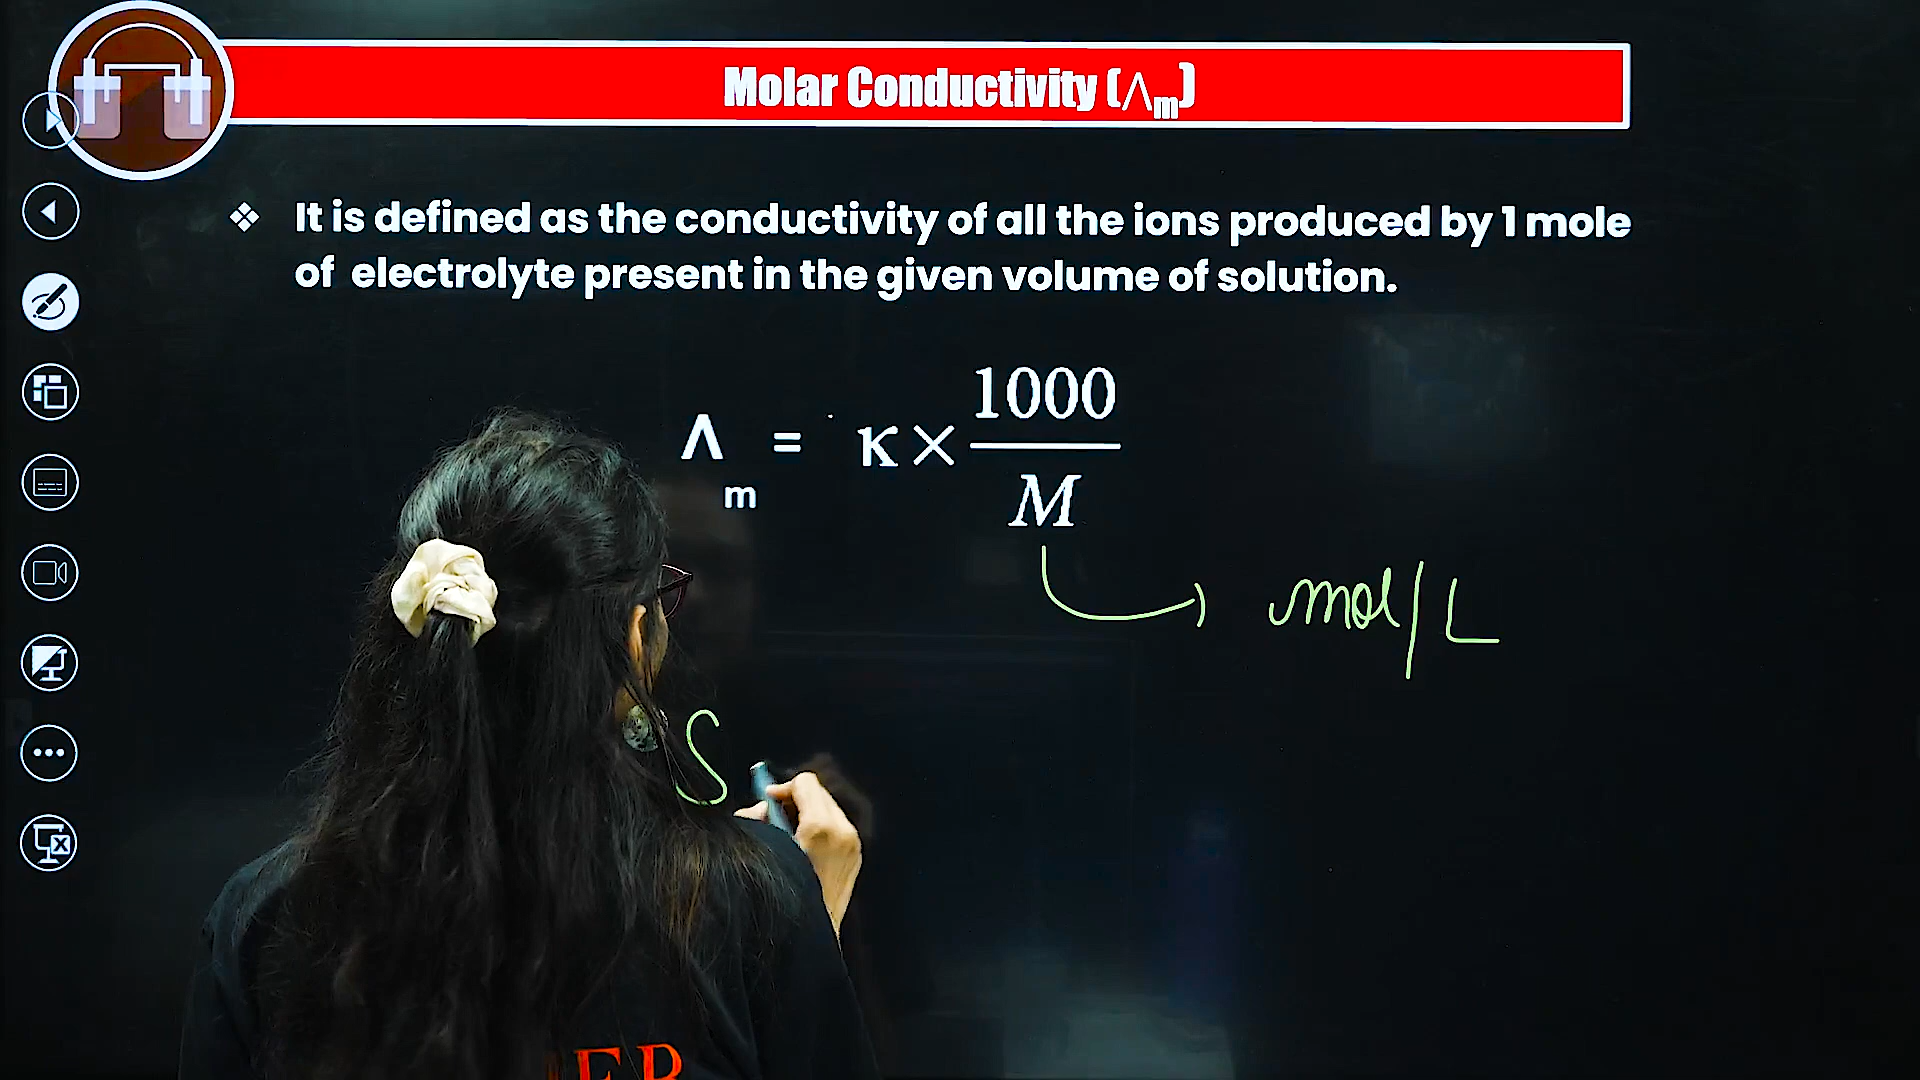 Molar Conductivity (Λm)
❖ It is defined as the conductivity of all the ions produced by 1 mole
of electrolyte present in the given volume of solution.
Λm = κ × 1000/M
mol/L
S
ER